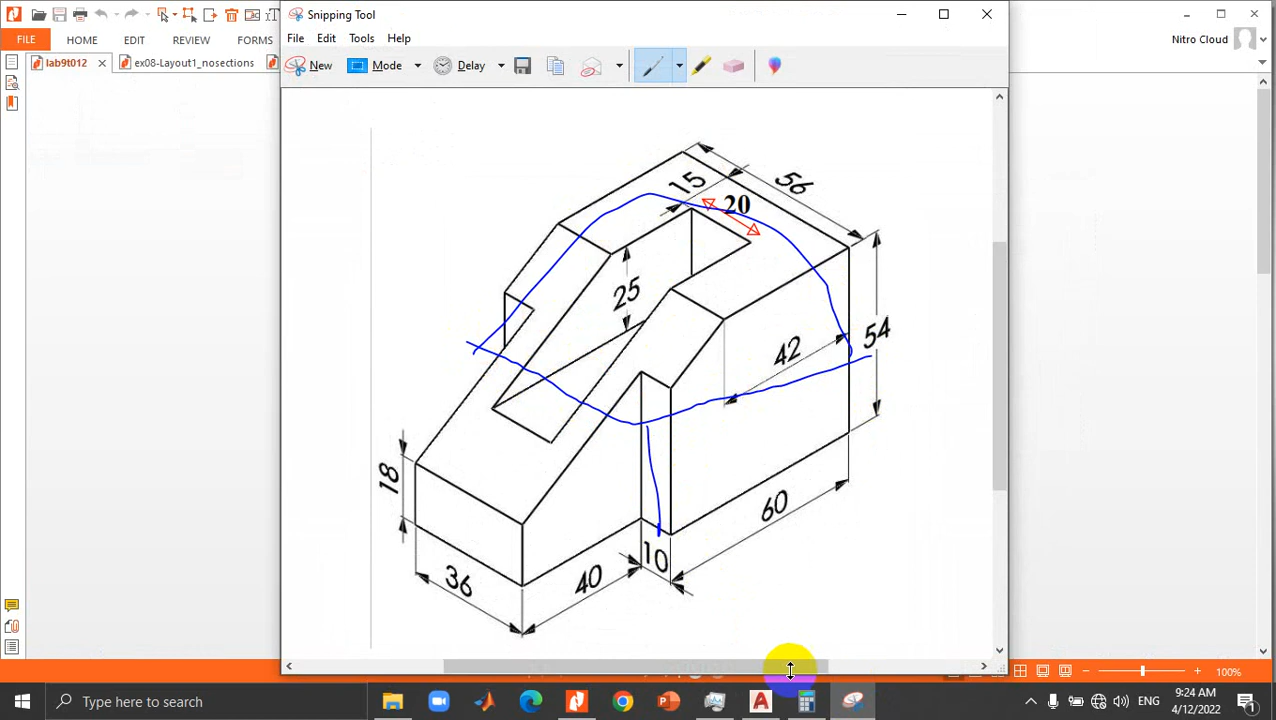 Snipping Tool
FILE HOME EDIT REVIEW FORMS
File Edit Tools Help
Nitro Cloud
lab9t012 ex08-Layout1_nosections
New Mode Delay
56
15
20
25
54
42
18
60
10
36
40
100%
Type here to search
ENG
9:24 AM
4/12/2022
1